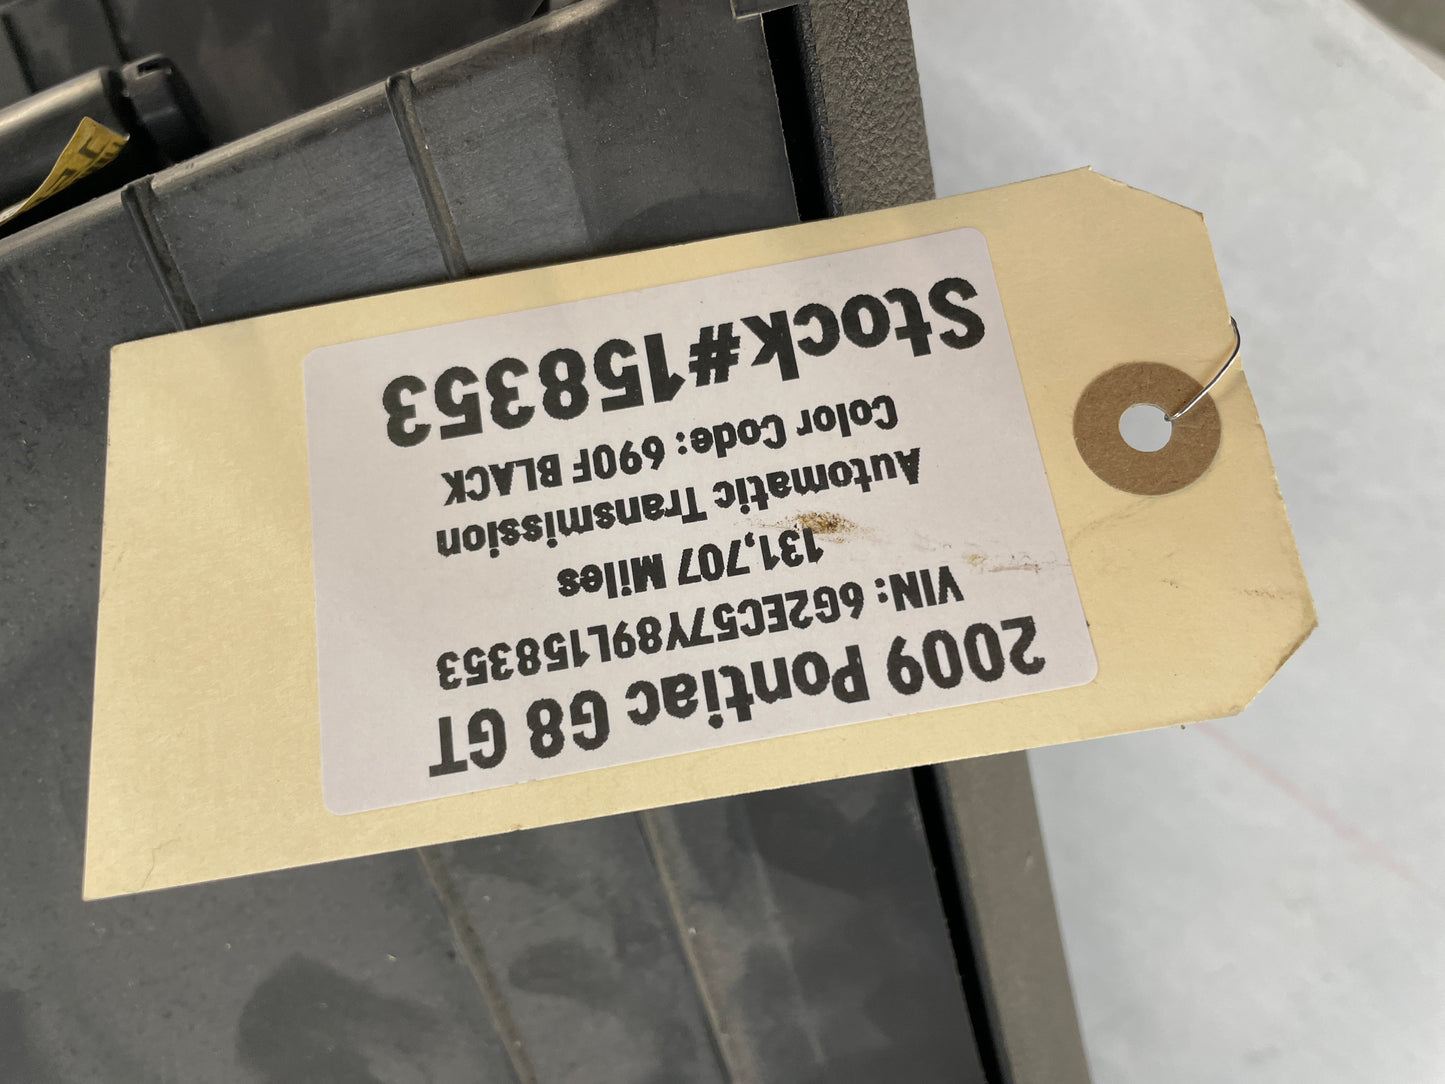 2009 Pontiac G8 GT
VIN: 6G2EC57Y89L158353
131,707 Miles
Automatic Transmission
Color Code: 690F BLACK
Stock#158353